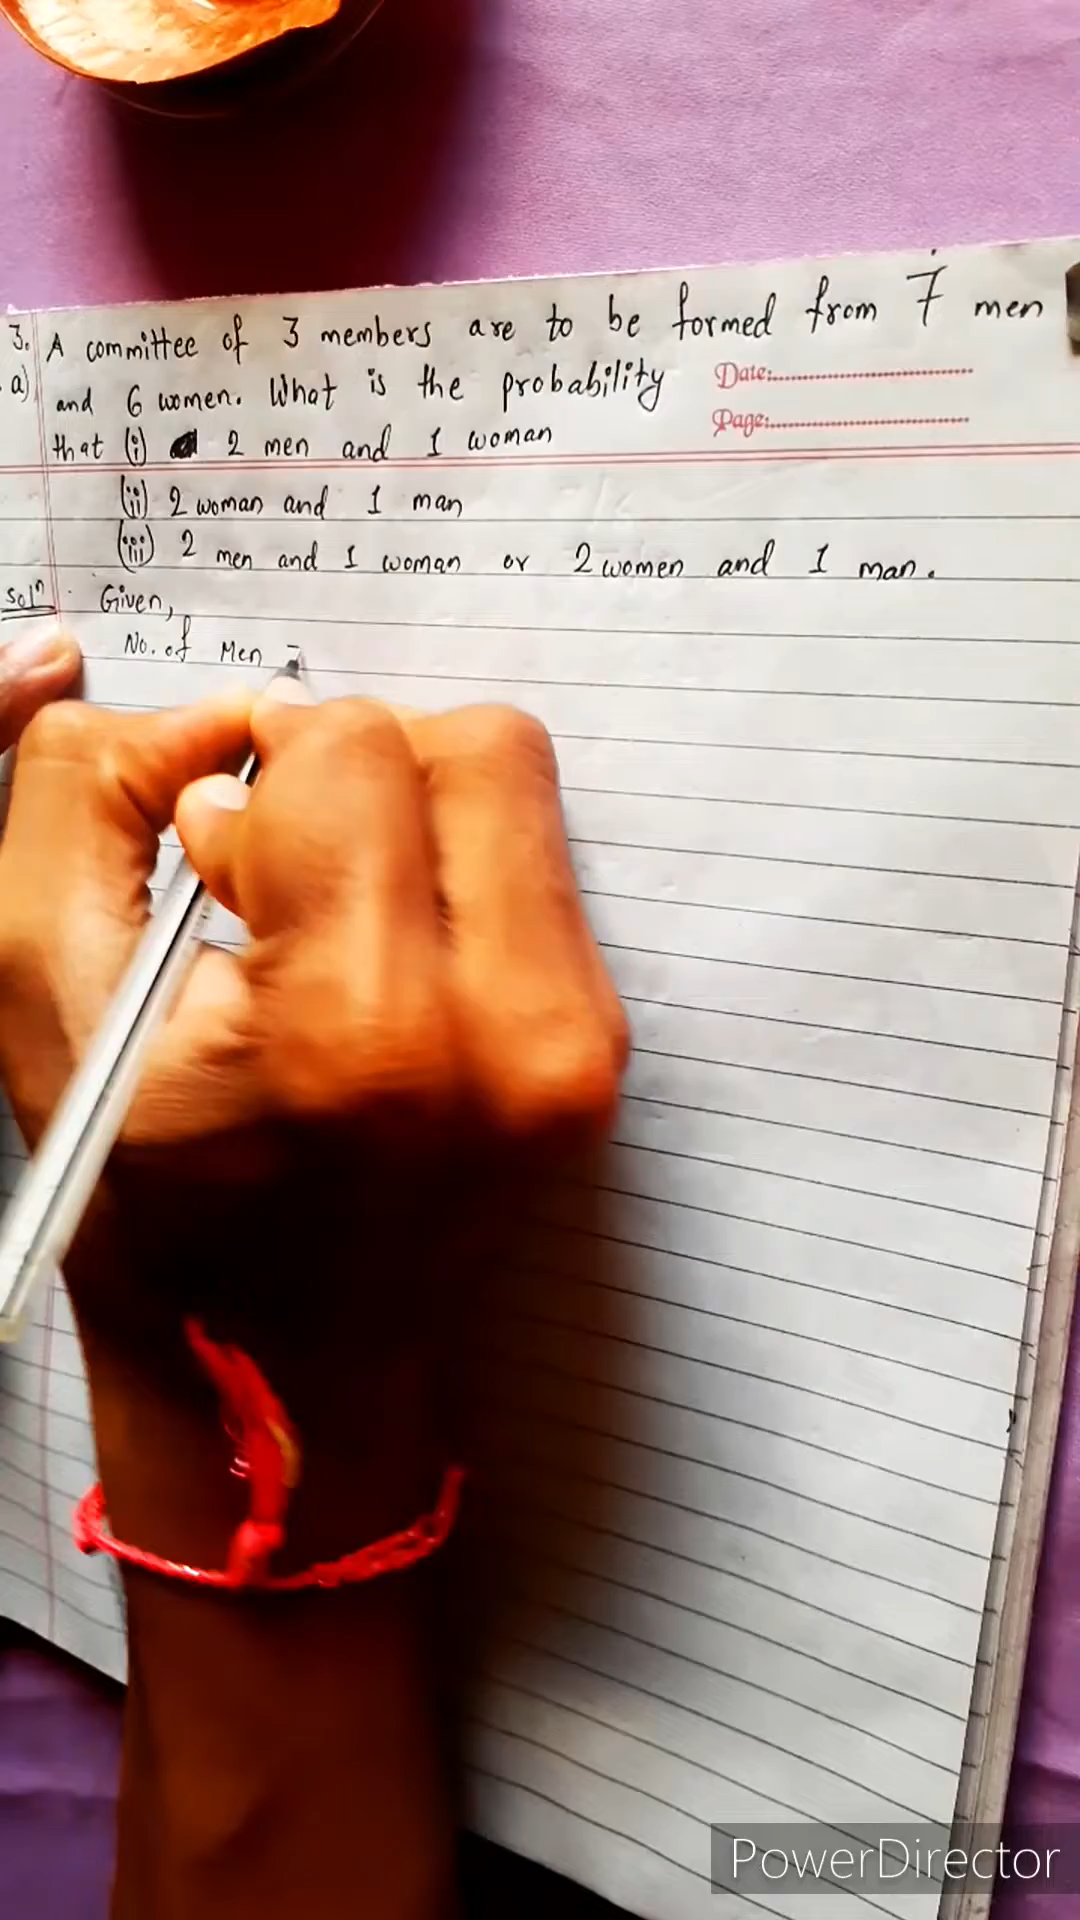 3. A committee of 3 members are to be formed from 7 men
a) and 6 women. What is the probability
Date:
Page:
that (i) 2 men and 1 woman
(ii) 2 woman and 1 man
(iii) 2 men and 1 woman or 2 women and 1 man.
Solⁿ Given,
No. of Men =
PowerDirector